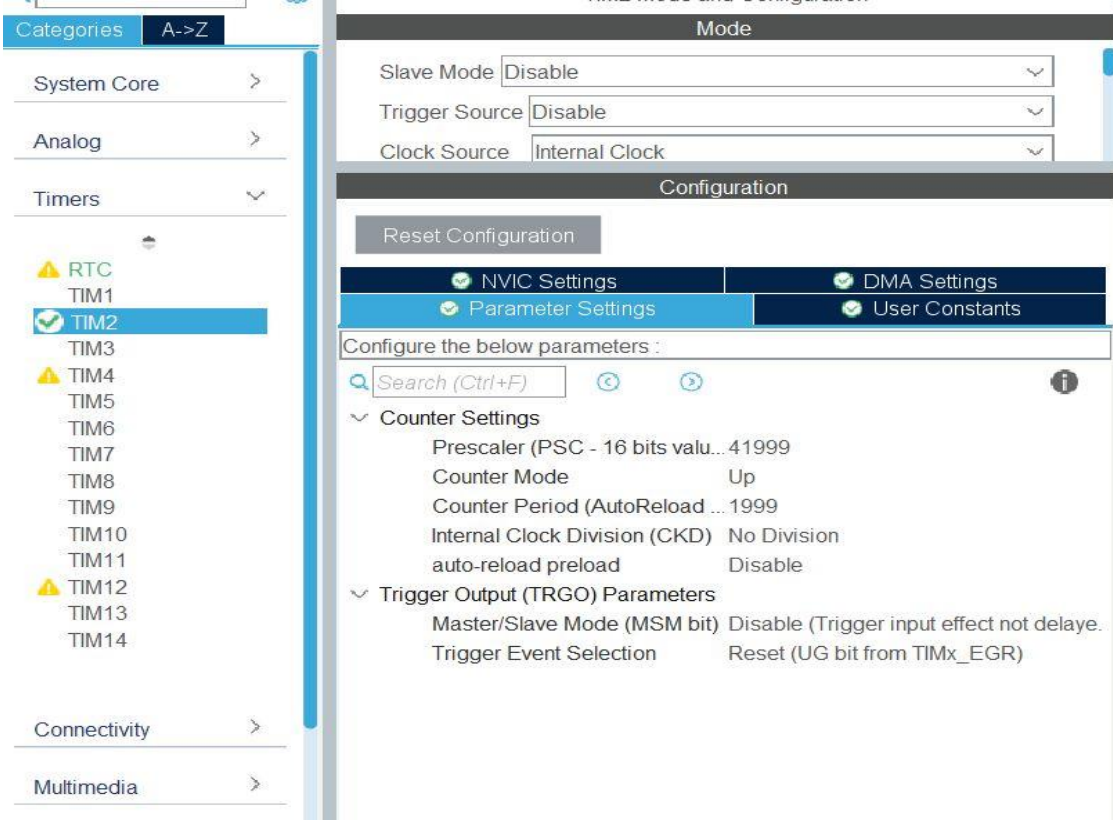 Categories A->Z
System Core
Analog
Timers
RTC
TIM1
TIM2
TIM3
TIM4
TIM5
TIM6
TIM7
TIM8
TIM9
TIM10
TIM11
TIM12
TIM13
TIM14
Connectivity
Multimedia
Mode
Slave Mode Disable
Trigger Source Disable
Clock Source Internal Clock
Configuration
Reset Configuration
NVIC Settings DMA Settings
Parameter Settings User Constants
Configure the below parameters :
Search (Ctrl+F)
Counter Settings
Prescaler (PSC - 16 bits valu... 41999
Counter Mode Up
Counter Period (AutoReload ... 1999
Internal Clock Division (CKD) No Division
auto-reload preload Disable
Trigger Output (TRGO) Parameters
Master/Slave Mode (MSM bit) Disable (Trigger input effect not delaye.
Trigger Event Selection Reset (UG bit from TIMx_EGR)